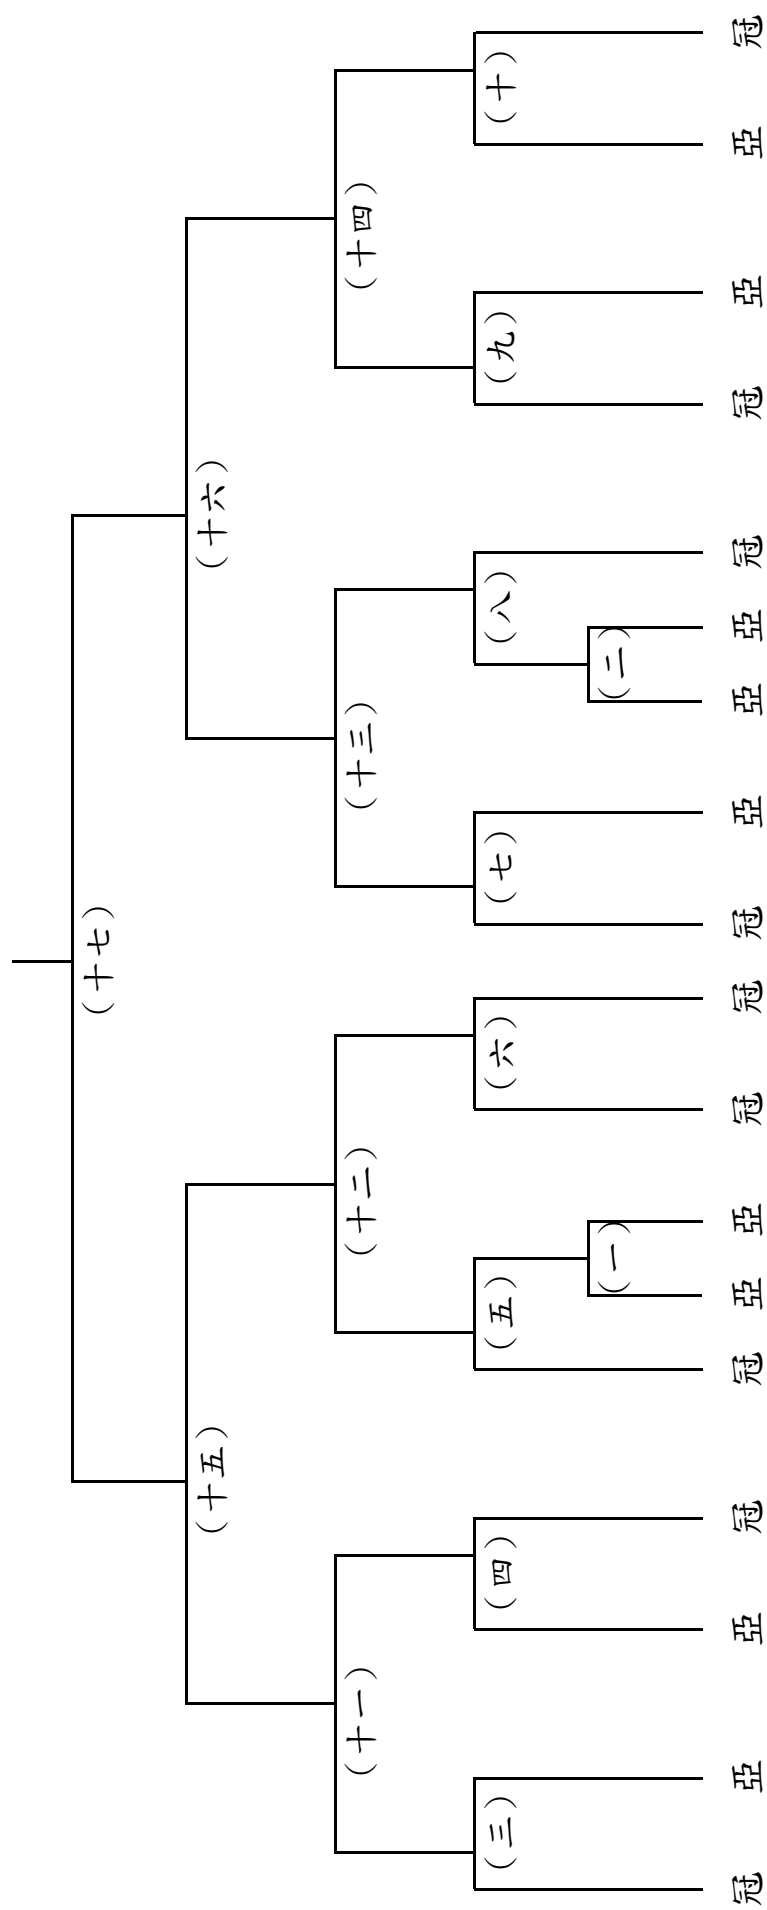 (十七)
(十五)
(十六)
(十一)
(十二)
(十三)
(十四)
(三)
(四)
(五)
(六)
(七)
(八)
(九)
(十)
(一)
(二)
冠
亞
亞
冠
冠
亞
亞
冠
冠
冠
亞
亞
亞
冠
冠
亞
亞
冠